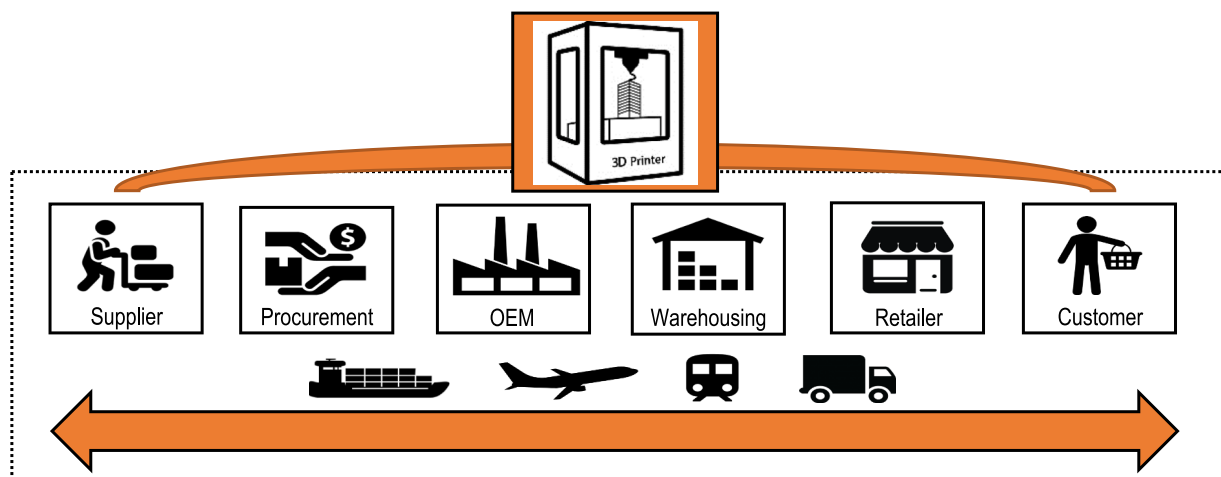 3D Printer
Supplier
Procurement
$
OEM
Warehousing
Retailer
Customer